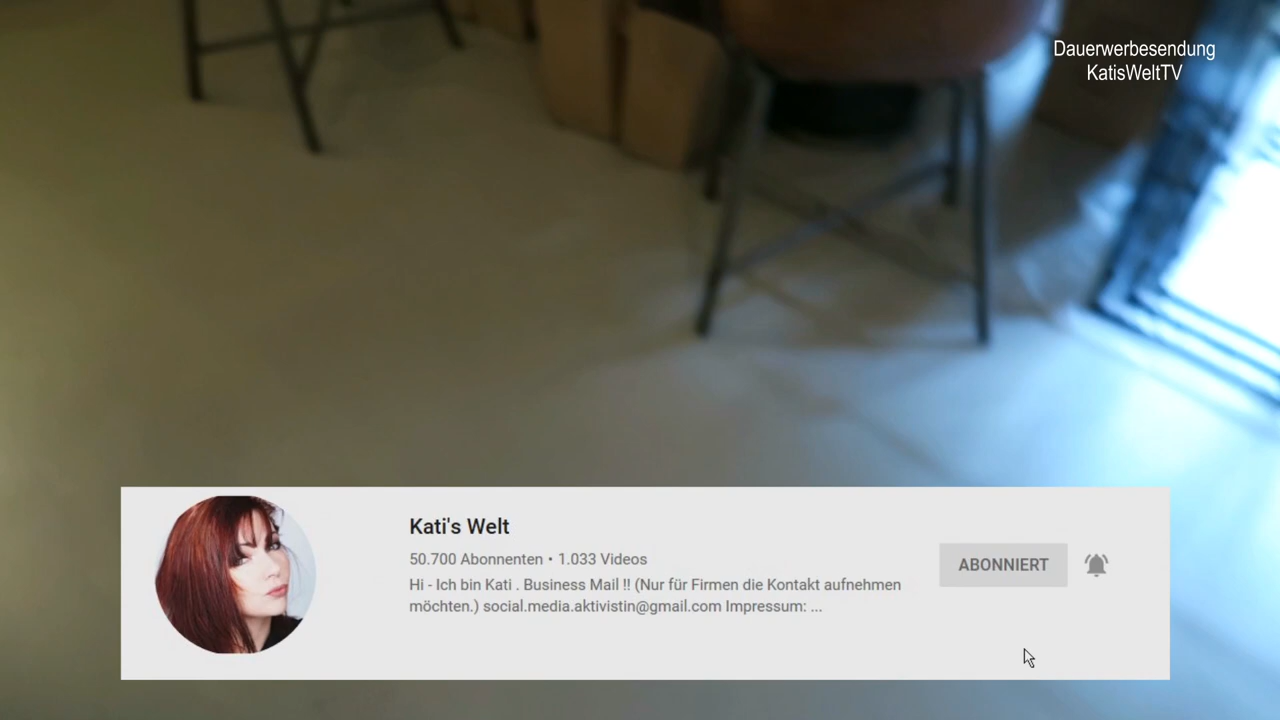 Dauerwerbesendung
KatisWeltTV
Kati's Welt
50.700 Abonnenten • 1.033 Videos
Hi - Ich bin Kati . Business Mail !! (Nur für Firmen die Kontakt aufnehmen
möchten.) social.media.aktivistin@gmail.com Impressum: ...
ABONNIERT